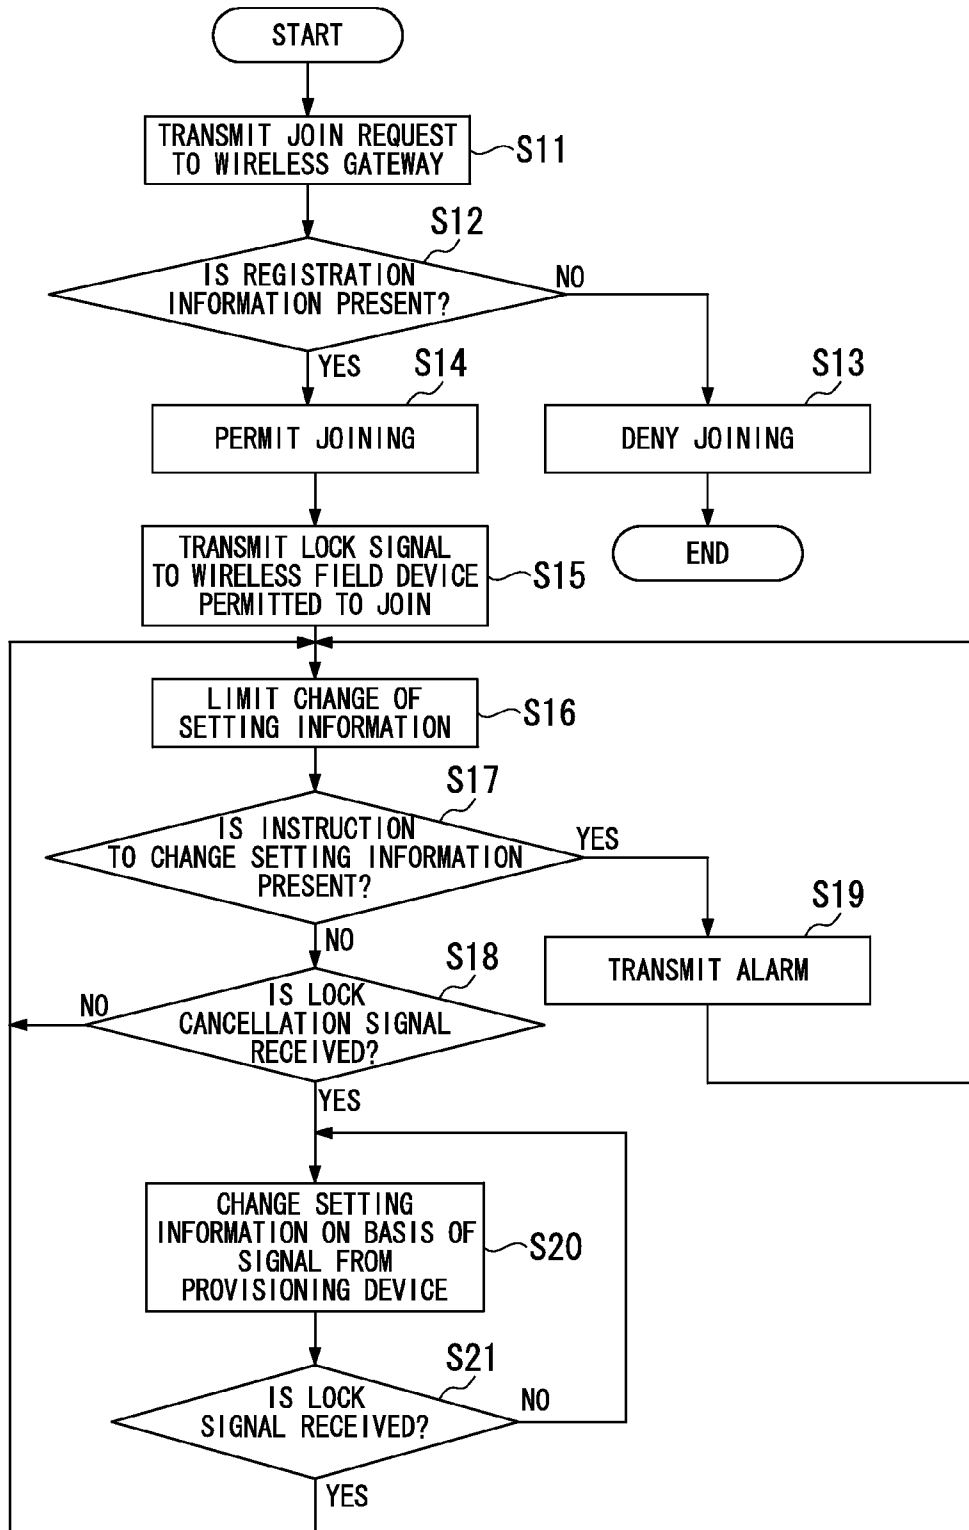 START
TRANSMIT JOIN REQUEST
TO WIRELESS GATEWAY
S11
S12
IS REGISTRATION
INFORMATION PRESENT?
NO
YES
S14
PERMIT JOINING
S13
DENY JOINING
END
TRANSMIT LOCK SIGNAL
TO WIRELESS FIELD DEVICE
PERMITTED TO JOIN
S15
LIMIT CHANGE OF
SETTING INFORMATION
S16
S17
IS INSTRUCTION
TO CHANGE SETTING INFORMATION
PRESENT?
YES
NO
S19
TRANSMIT ALARM
S18
IS LOCK
CANCELLATION SIGNAL
RECEIVED?
NO
YES
CHANGE SETTING
INFORMATION ON BASIS OF
SIGNAL FROM
PROVISIONING DEVICE
S20
S21
IS LOCK
SIGNAL RECEIVED?
NO
YES